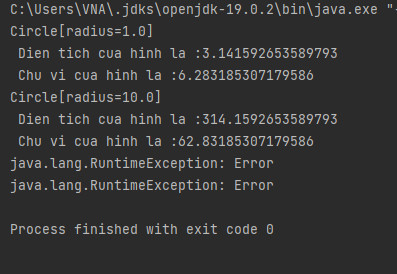 C:\Users\VNA\.jdks\openjdk-19.0.2\bin\java.exe "-
Circle[radius=1.0]
Dien tich cua hinh la :3.141592653589793
Chu vi cua hinh la :6.283185307179586
Circle[radius=10.0]
Dien tich cua hinh la :314.1592653589793
Chu vi cua hinh la :62.83185307179586
java.lang.RuntimeException: Error
java.lang.RuntimeException: Error
Process finished with exit code 0